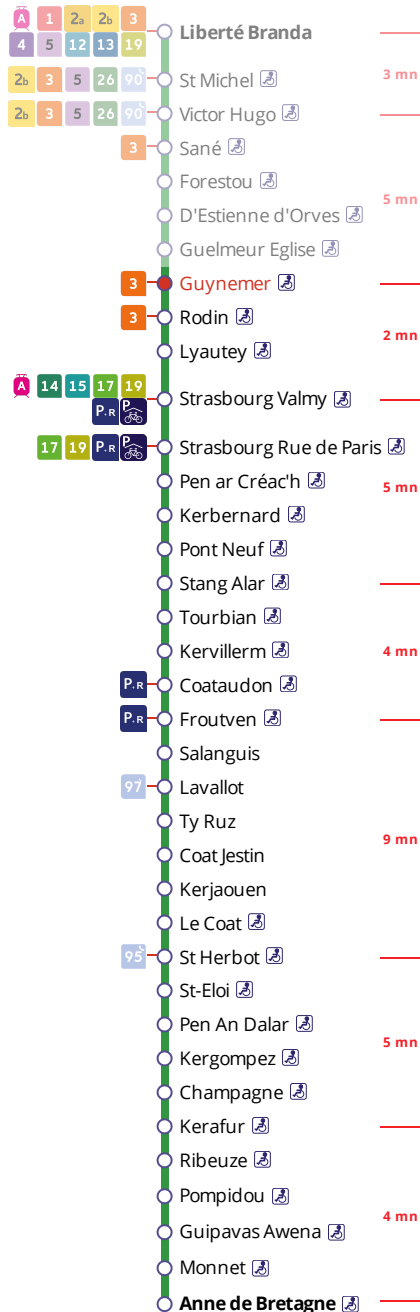 A 1 2a 2b 3
4 5 12 13 19
Liberté Branda
3 mn
2b 3 5 26 90 St Michel
2b 3 5 26 90 Victor Hugo
3 Sané
Forestou
5 mn
D'Estienne d'Orves
Guelmeur Eglise
3 Guynemer
3 Rodin
2 mn
Lyautey
A 14 15 17 19
P+R P
Strasbourg Valmy
17 19 P+R P Strasbourg Rue de Paris
Pen ar Créac'h
5 mn
Kerbernard
Pont Neuf
Stang Alar
Tourbian
Kervillerm
4 mn
P+R Coataudon
P+R Froutven
Salanguis
97 Lavallot
Ty Ruz
9 mn
Coat Jestin
Kerjaouen
Le Coat
95 St Herbot
St-Eloi
Pen An Dalar
5 mn
Kergompez
Champagne
Kerafur
Ribeuze
Pompidou
4 mn
Guipavas Awena
Monnet
Anne de Bretagne